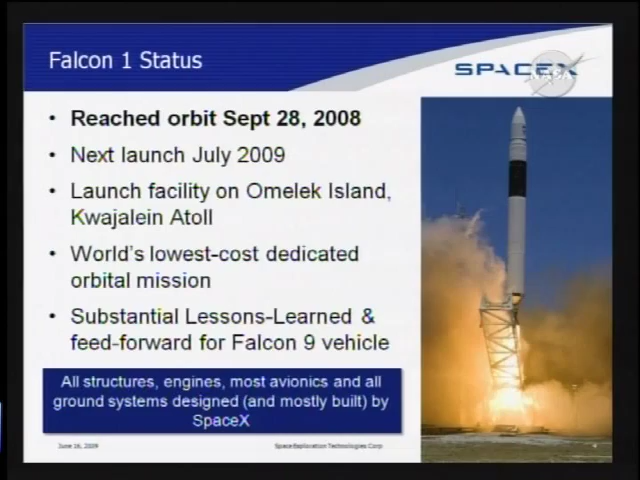 Falcon 1 Status
SPACEX
NASA
• Reached orbit Sept 28, 2008
• Next launch July 2009
• Launch facility on Omelek Island,
Kwajalein Atoll
• World's lowest-cost dedicated
orbital mission
• Substantial Lessons-Learned &
feed-forward for Falcon 9 vehicle
All structures, engines, most avionics and all
ground systems designed (and mostly built) by
SpaceX
June 16, 2009
Space Exploration Technologies Corp
4